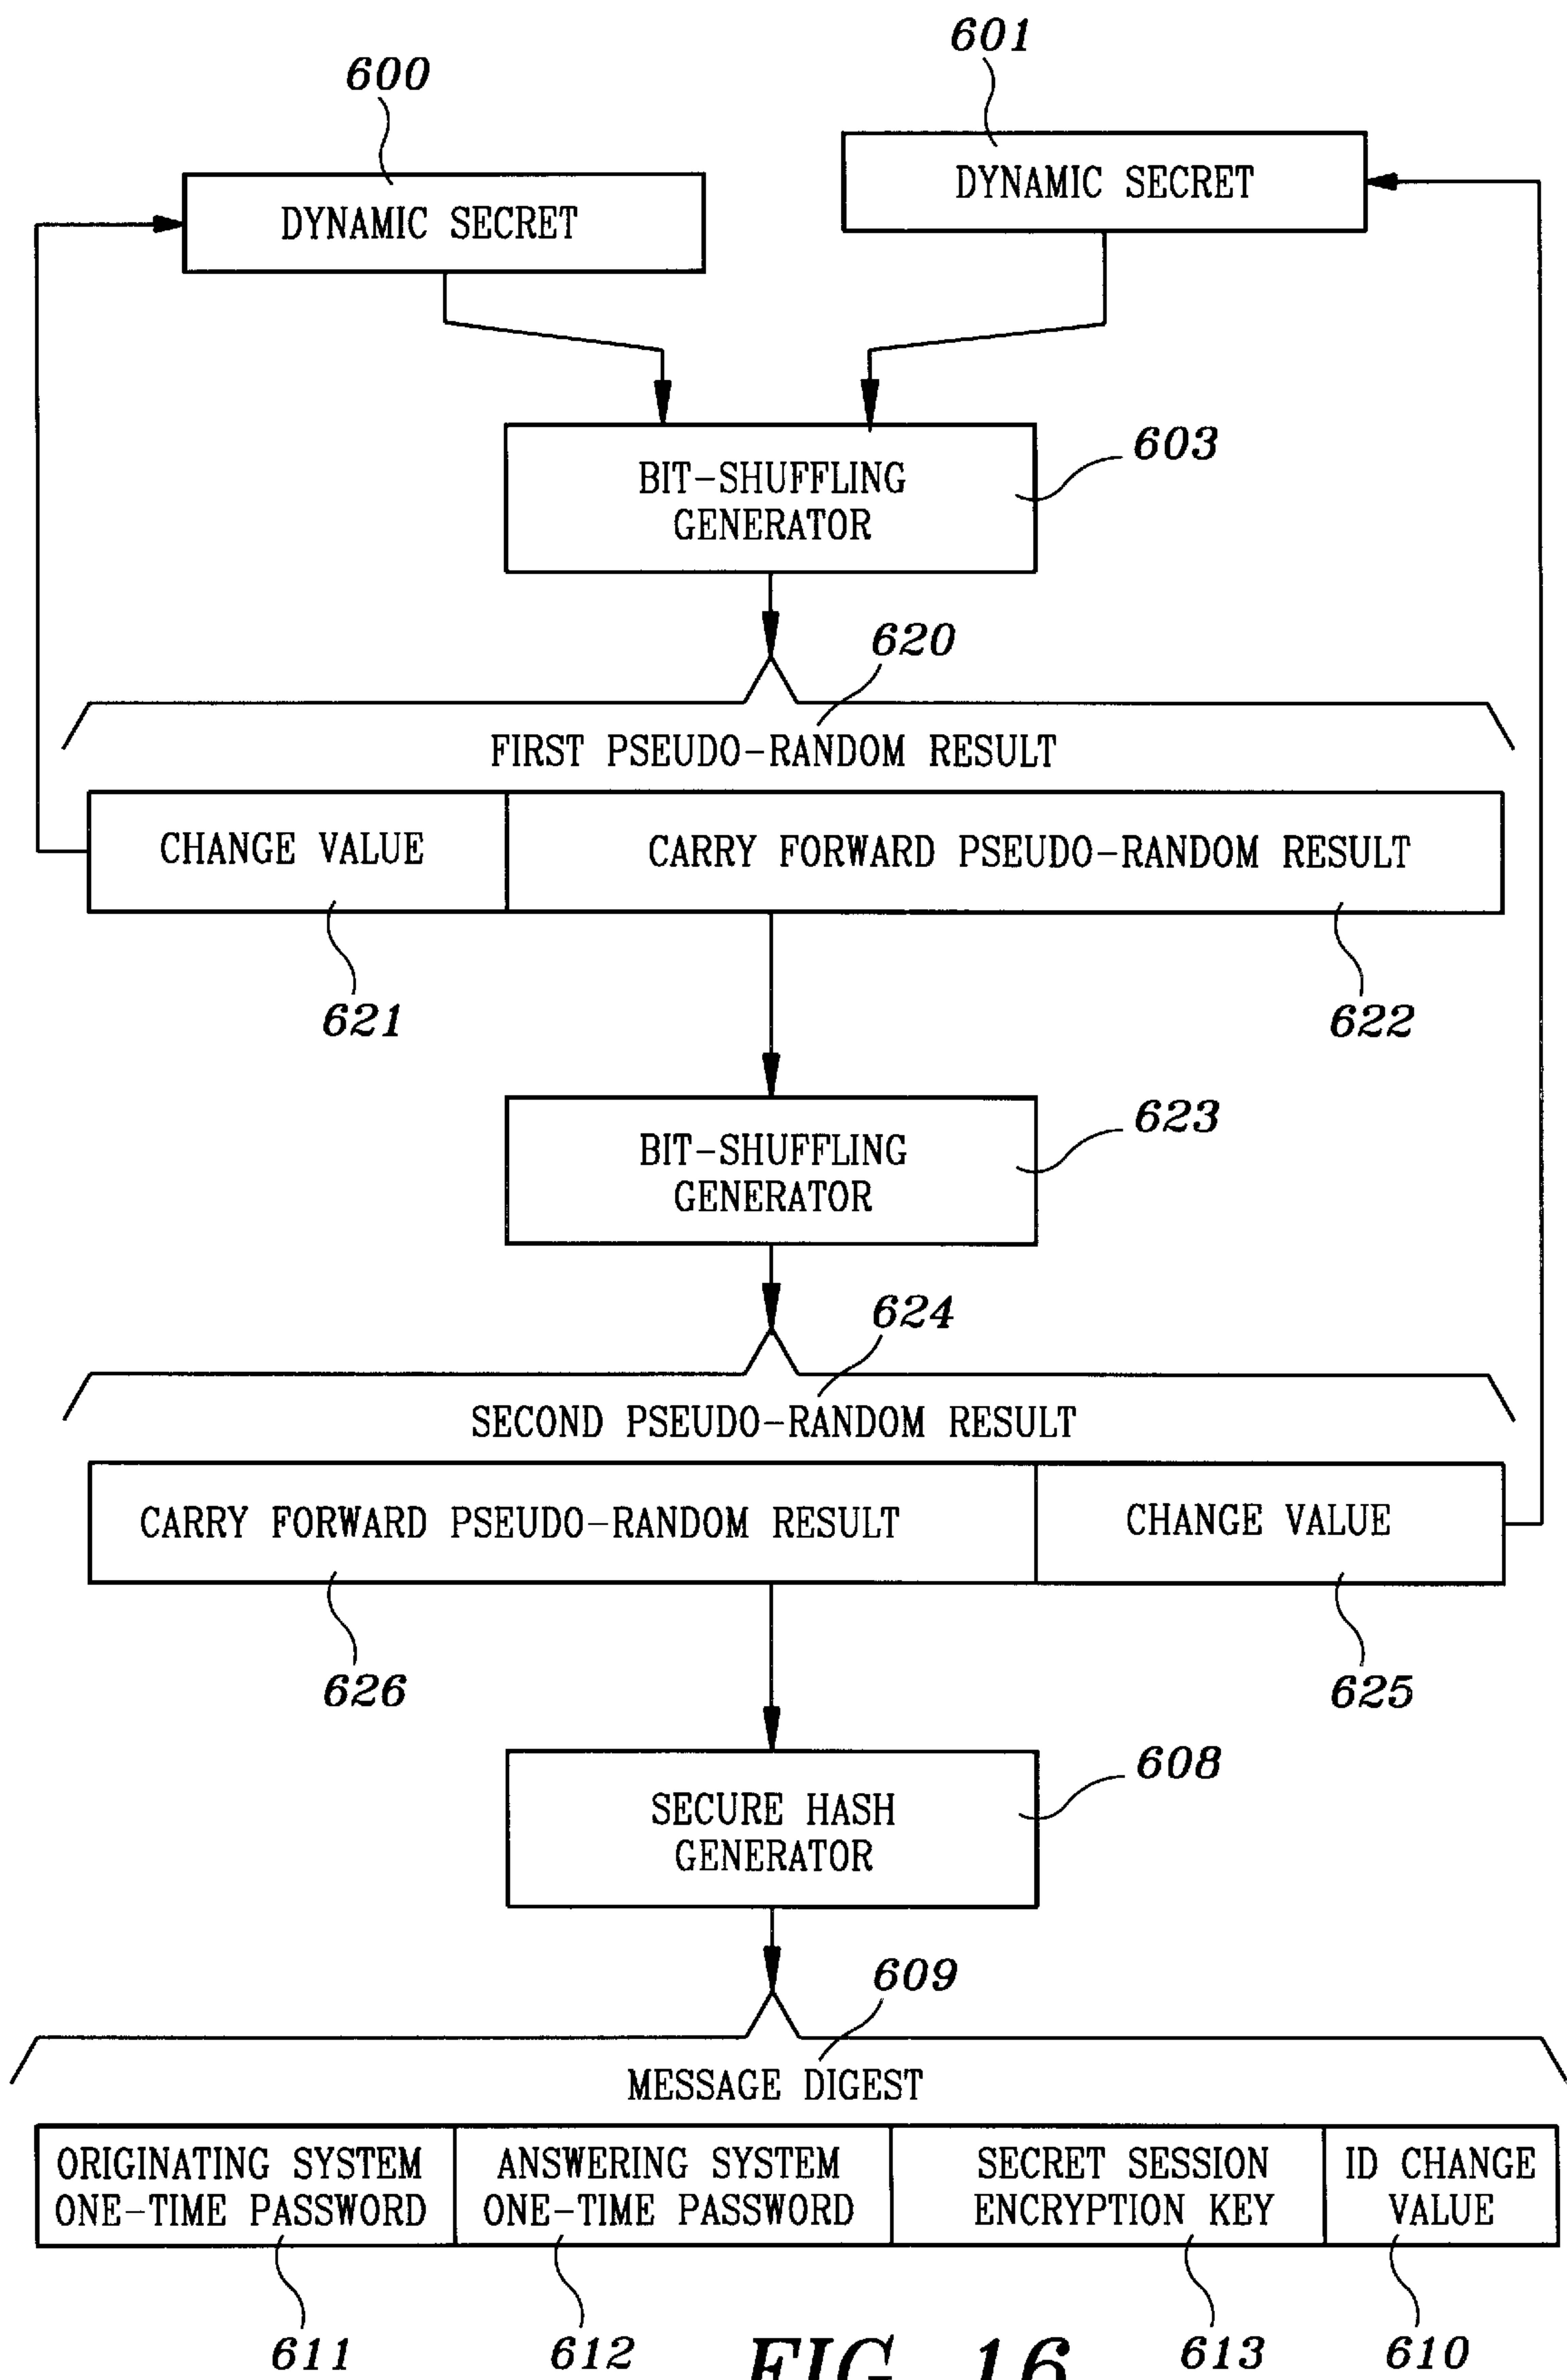 600
601
DYNAMIC SECRET
DYNAMIC SECRET
BIT-SHUFFLING
GENERATOR
603
620
FIRST PSEUDO-RANDOM RESULT
CHANGE VALUE
CARRY FORWARD PSEUDO-RANDOM RESULT
621
622
BIT-SHUFFLING
GENERATOR
623
624
SECOND PSEUDO-RANDOM RESULT
CARRY FORWARD PSEUDO-RANDOM RESULT
CHANGE VALUE
626
625
SECURE HASH
GENERATOR
608
609
MESSAGE DIGEST
ORIGINATING SYSTEM
ONE-TIME PASSWORD
ANSWERING SYSTEM
ONE-TIME PASSWORD
SECRET SESSION
ENCRYPTION KEY
ID CHANGE
VALUE
611
612
613
610
FIG. 16